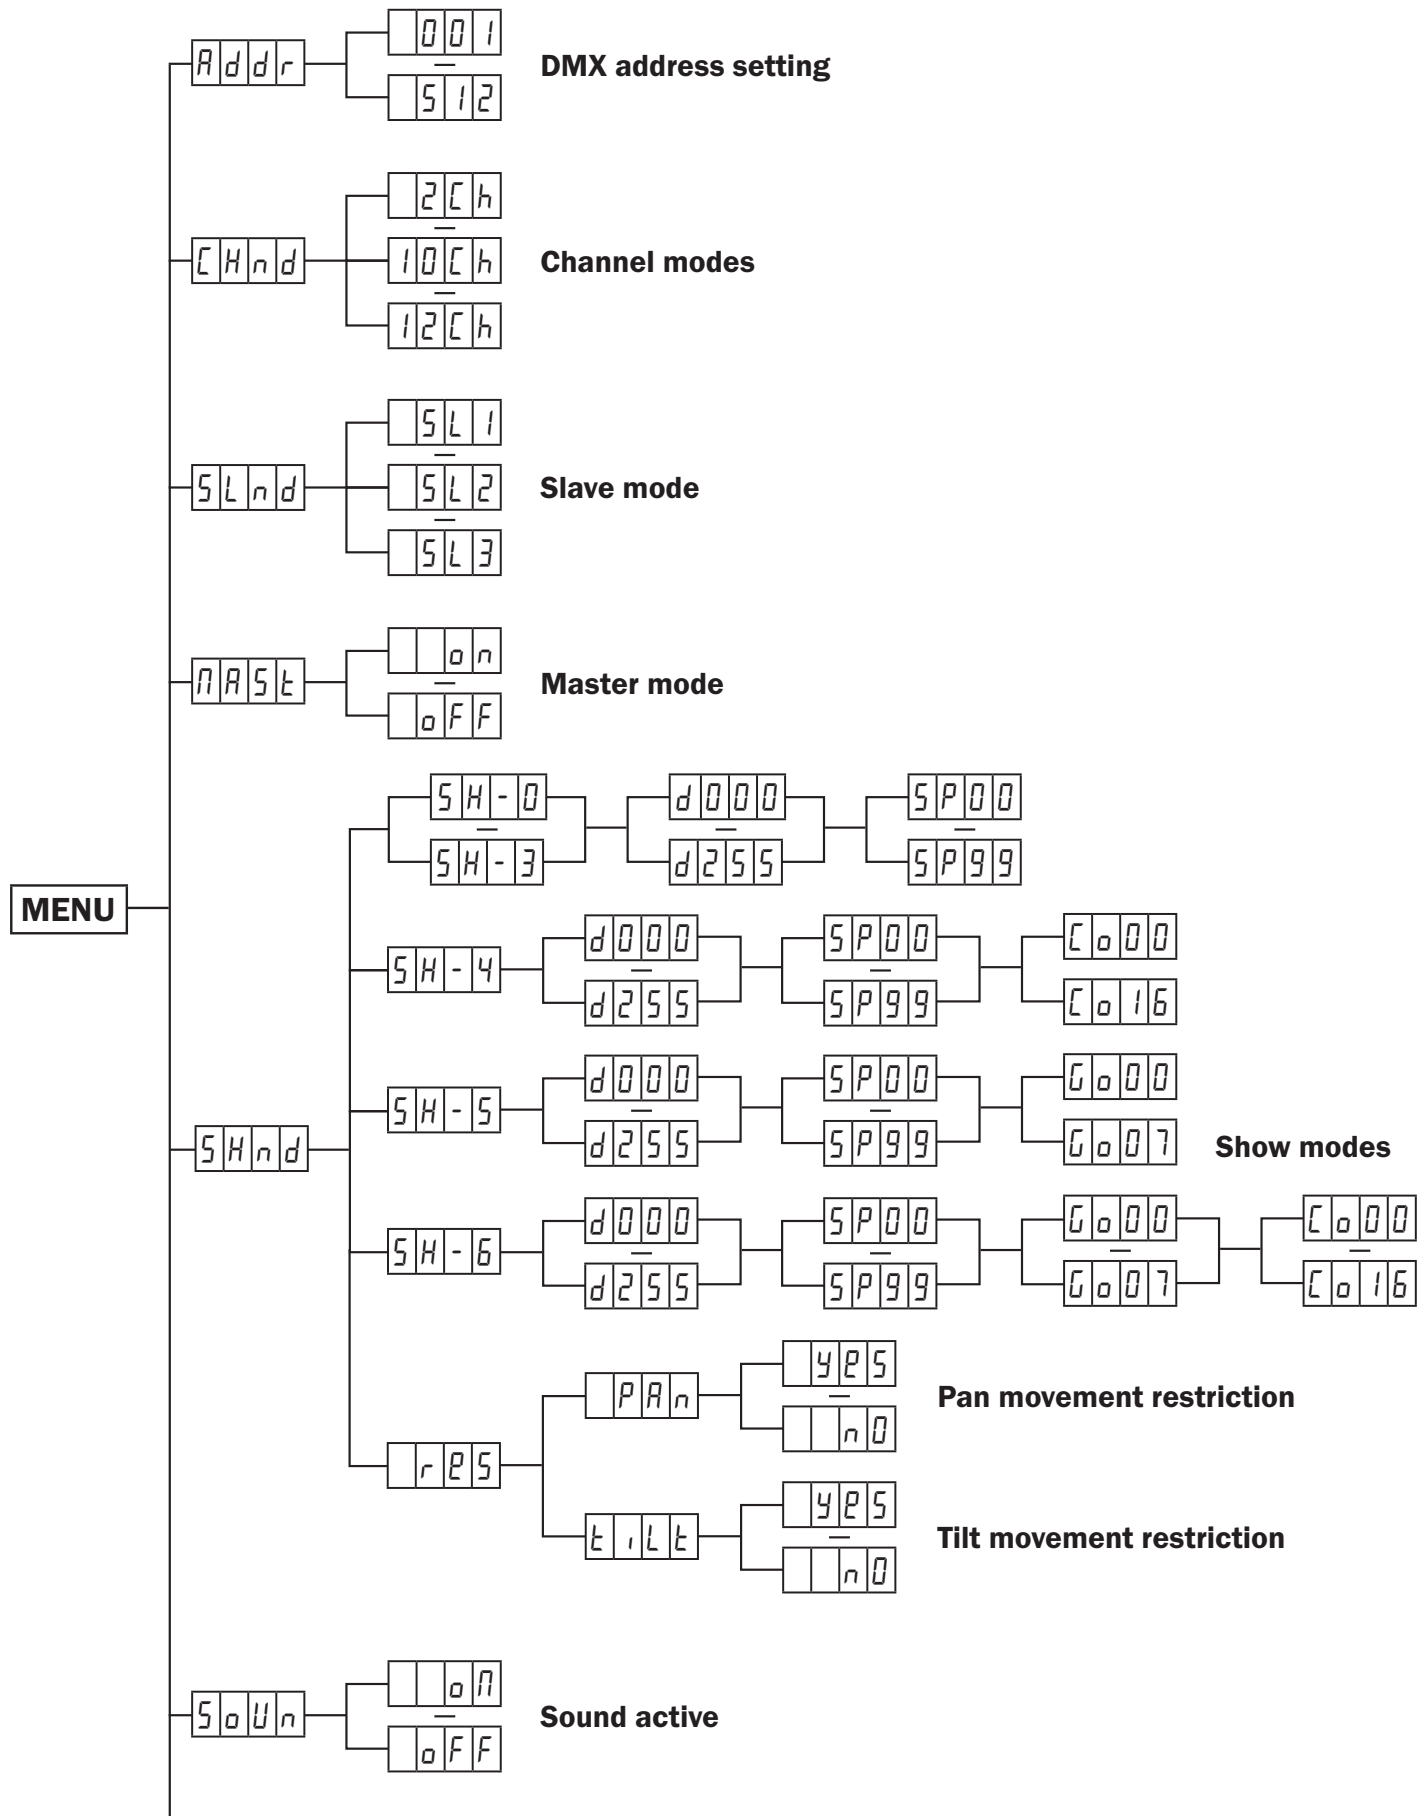 001
Addr
DMX address setting
512
2Ch
CHnd
10Ch
Channel modes
12Ch
SL1
SLnd
SL2
Slave mode
SL3
on
MASt
Master mode
oFF
SH-0 d000 SP00
SH-3 d255 SP99
MENU
d000 SP00 Co00
SH-4
d255 SP99 Co16
d000 SP00 Go00
SH-5
d255 SP99 Go07
SHnd
Show modes
d000 SP00 Go00 Co00
SH-6
d255 SP99 Go07 Co16
yes
PAn
Pan movement restriction
n0
reS
yes
tiLt
Tilt movement restriction
n0
on
SoUn
Sound active
oFF